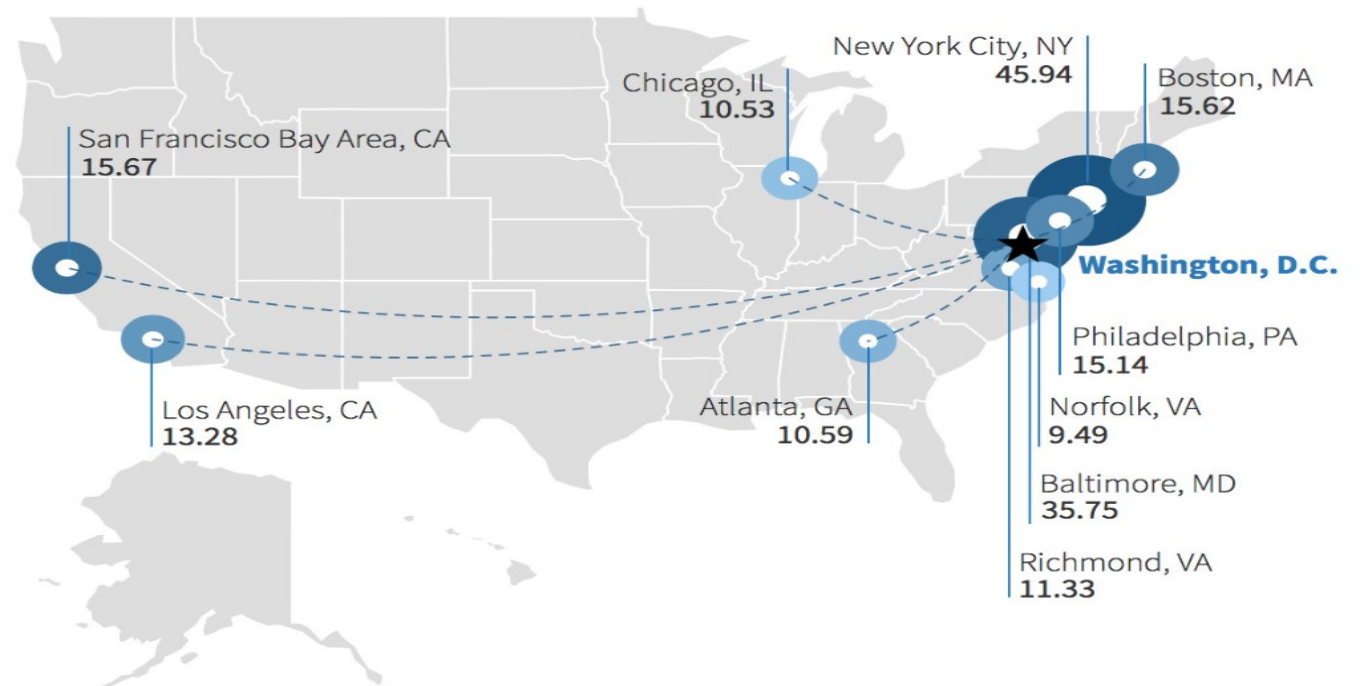 New York City, NY
45.94
Chicago, IL
10.53
Boston, MA
15.62
San Francisco Bay Area, CA
15.67
Washington, D.C.
Philadelphia, PA
15.14
Los Angeles, CA
13.28
Atlanta, GA
10.59
Norfolk, VA
9.49
Baltimore, MD
35.75
Richmond, VA
11.33